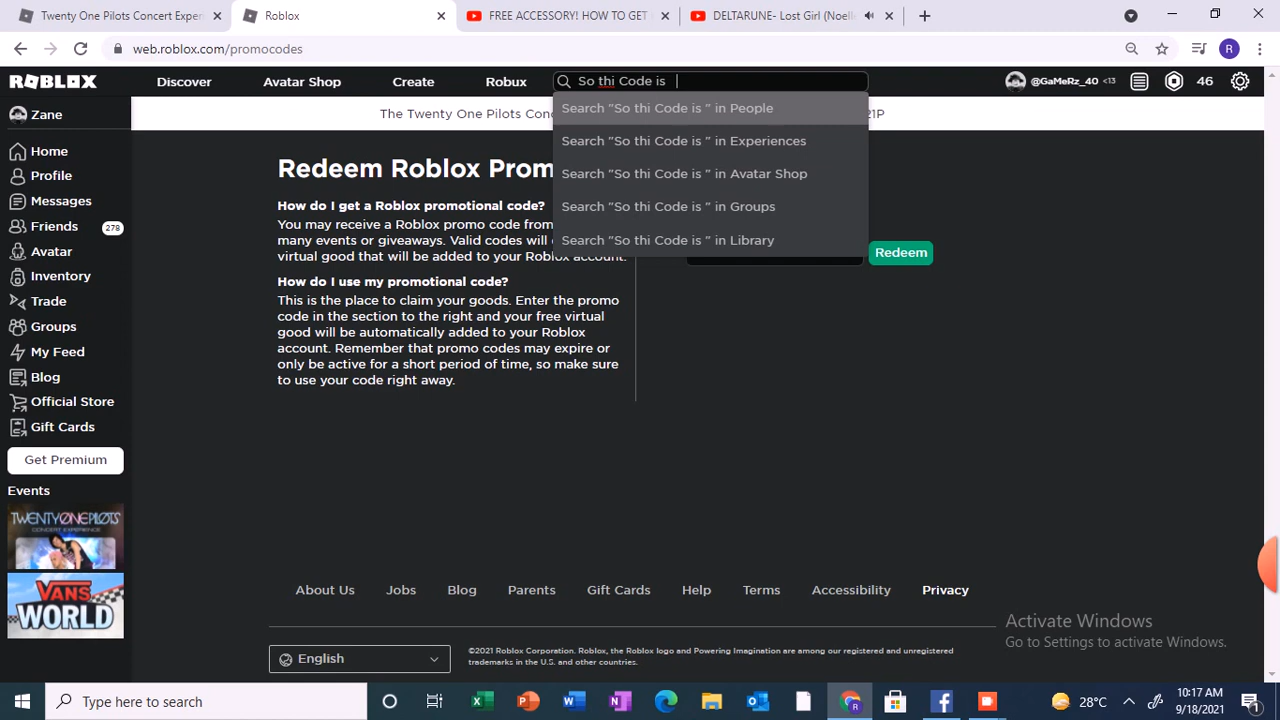 Twenty One Pilots Concert Experi
Roblox
FREE ACCESSORY! HOW TO GET
DELTARUNE- Lost Girl (Noelle
web.roblox.com/promocodes
R
ROBLOX
Discover
Avatar Shop
Create
Robux
So thi Code is
@GaMeRz_40 <13
46
Zane
The Twenty One Pilots Conc
21P
Search "So thi Code is " in People
Search "So thi Code is " in Experiences
Search "So thi Code is " in Avatar Shop
Search "So thi Code is " in Groups
Search "So thi Code is " in Library
Home
Profile
Messages
Friends
278
Avatar
Inventory
Trade
Groups
My Feed
Blog
Official Store
Gift Cards
Get Premium
Events
TWENTY ONE PILOTS
CONCERT EXPERIENCE
VANS
WORLD
Redeem Roblox Prom
How do I get a Roblox promotional code?
You may receive a Roblox promo code from
many events or giveaways. Valid codes will
virtual good that will be added to your Roblox account.
How do I use my promotional code?
This is the place to claim your goods. Enter the promo
code in the section to the right and your free virtual
good will be automatically added to your Roblox
account. Remember that promo codes may expire or
only be active for a short period of time, so make sure
to use your code right away.
Redeem
About Us
Jobs
Blog
Parents
Gift Cards
Help
Terms
Accessibility
Privacy
English
©2021 Roblox Corporation. Roblox, the Roblox logo and Powering Imagination are among our registered and unregistered
trademarks in the U.S. and other countries.
Activate Windows
Go to Settings to activate Windows.
Type here to search
28°C
10:17 AM
9/18/2021
1